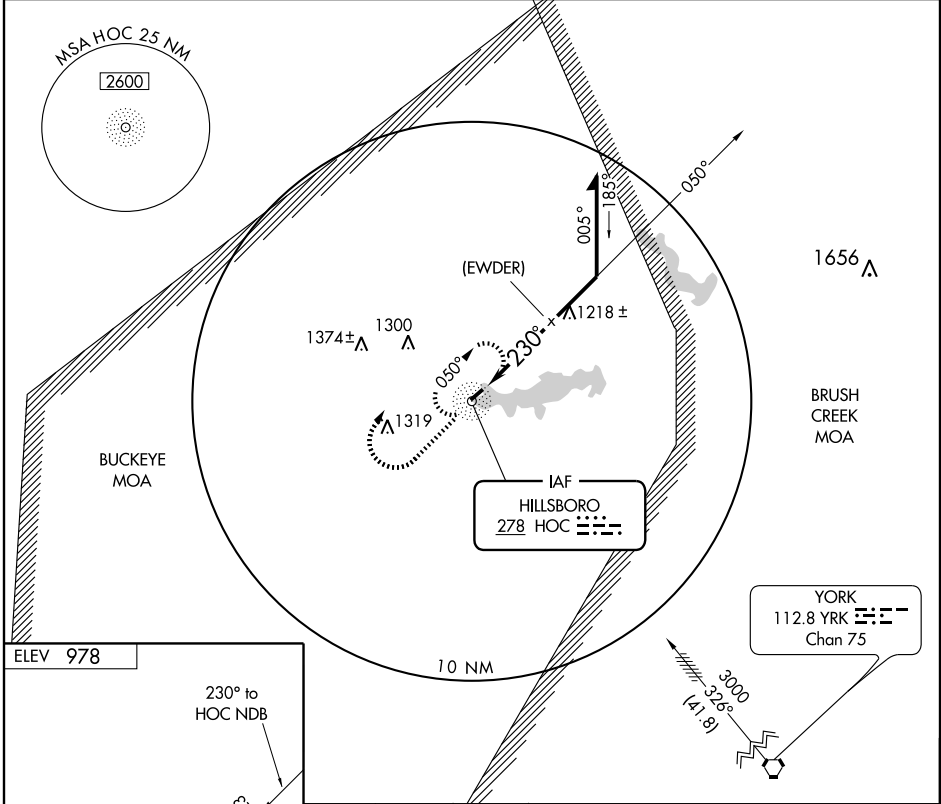 MSA HOC 25 NM
2600
050°
005°
185°
1656
(EWDER)
1218 ±
1374± 1300
230°
050°
1319
BRUSH
CREEK
MOA
BUCKEYE
MOA
IAF
HILLSBORO
278 HOC
YORK
112.8 YRK
Chan 75
ELEV 978
10 NM
3000
326°
(41.8)
230° to
HOC NDB